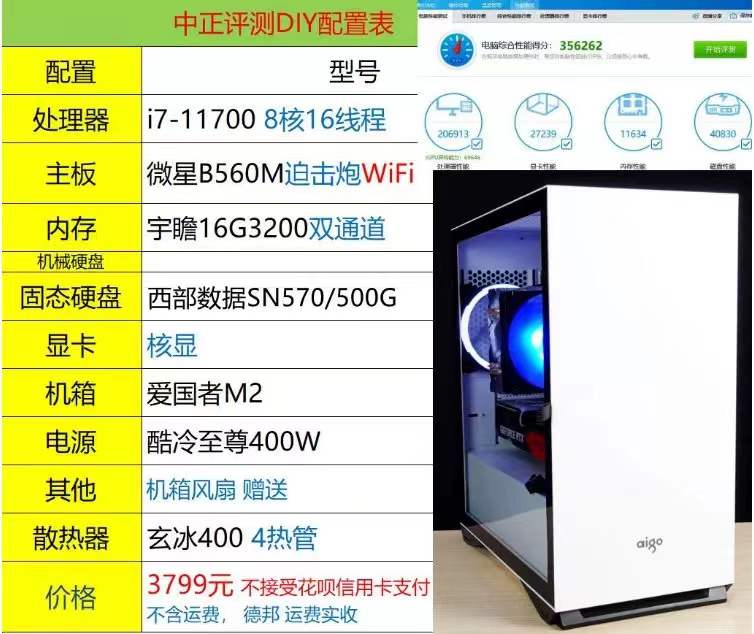 中正评测DIY配置表
配置 型号
处理器 i7-11700 8核16线程
主板 微星B560M迫击炮WiFi
内存 宇瞻16G3200双通道
机械硬盘
固态硬盘 西部数据SN570/500G
显卡 核显
机箱 爱国者M2
电源 酷冷至尊400W
其他 机箱风扇 赠送
散热器 玄冰400 4热管
价格 3799元 不接受花呗信用卡支付
不含运费， 德邦 运费实收
电脑综合性能得分： 356262
开始评测
206913 27239 11634 40830
处理器性能 显卡性能 内存性能 磁盘性能
GEFORCE RTX
aigo